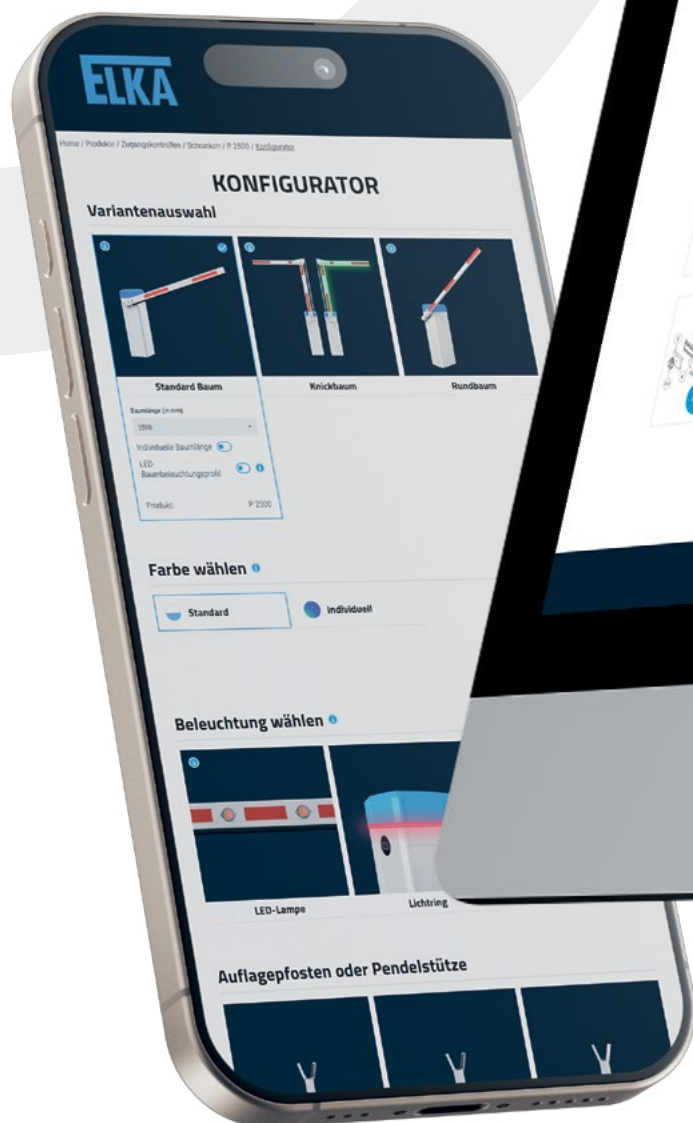 ELKA
Home / Produkte / Zugangskontrollen / Schranken / P 2500 / Konfigurator
KONFIGURATOR
Variantenauswahl
Standard Baum
Knickbaum
Rundbaum
Baumlänge (in mm)
2500
Individuelle Baumlänge
LED-
Baumbeleuchtungsprofil
Produkt:
P 2500
Farbe wählen
Standard
Individuell
Beleuchtung wählen
LED-Lampe
Lichtring
Auflagepfosten oder Pendelstütze